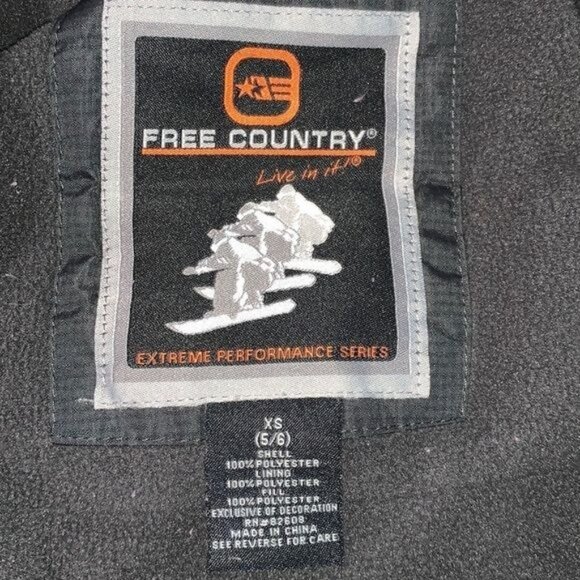 FREE COUNTRY®
Live in it!®
EXTREME PERFORMANCE SERIES
XS
(5/6)
SHELL
100% POLYESTER
LINING
100% POLYESTER
FILL
100% POLYESTER
EXCLUSIVE OF DECORATION
RN# 82608
MADE IN CHINA
SEE REVERSE FOR CARE